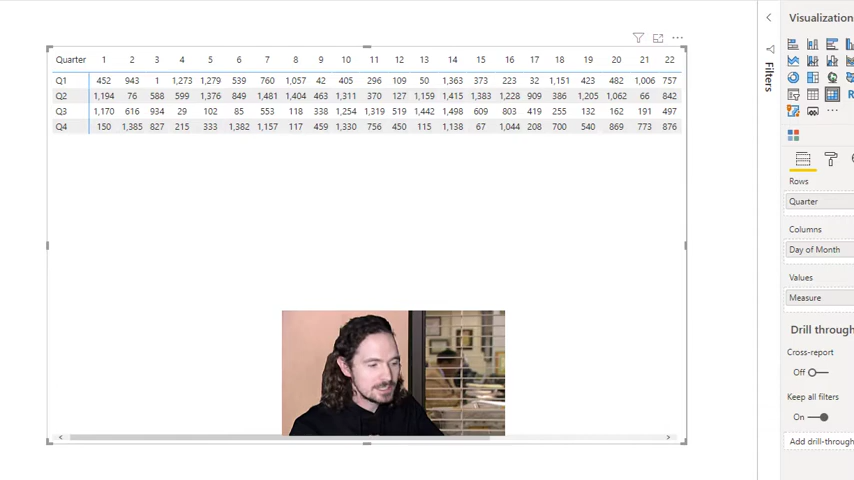 Visualization
Filters
Quarter 1 2 3 4 5 6 7 8 9 10 11 12 13 14 15 16 17 18 19 20 21 22
Q1 452 943 1 1,273 1,279 539 760 1,057 42 405 296 109 50 1,363 373 223 32 1,151 423 482 1,006 757
Q2 1,194 76 588 599 1,376 849 1,481 1,404 463 1,311 370 127 1,159 1,415 1,383 1,228 909 386 1,205 1,062 66 842
Q3 1,170 616 934 29 102 85 553 118 338 1,254 1,319 519 1,442 1,498 609 803 419 255 132 162 191 497
Q4 150 1,385 827 215 333 1,382 1,157 117 459 1,330 756 450 115 1,138 67 1,044 208 700 540 869 773 876
R
Rows
Quarter
Columns
Day of Month
Values
Measure
Drill through
Cross-report
Off
Keep all filters
On
Add drill-through